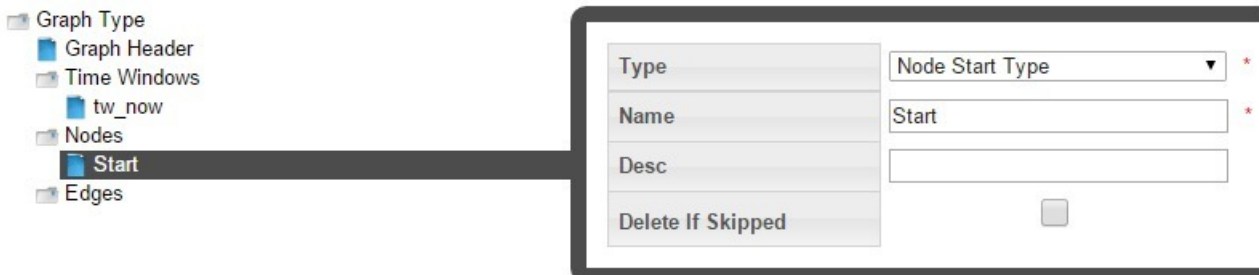 Graph Type
Graph Header
Time Windows
tw_now
Nodes
Start
Edges
Type Node Start Type *
Name Start *
Desc
Delete If Skipped